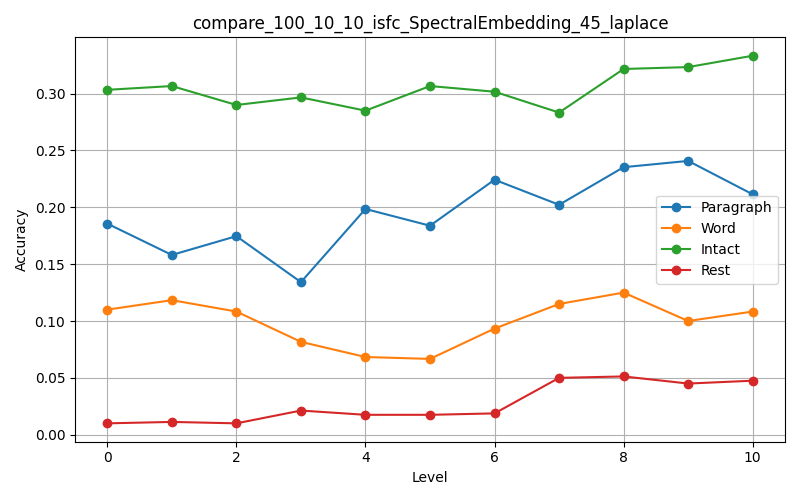 compare_100_10_10_isfc_SpectralEmbedding_45_laplace
0.30
0.25
0.20
0.15
0.10
0.05
0.00
Accuracy
Paragraph
Word
Intact
Rest
0 2 4 6 8 10
Level